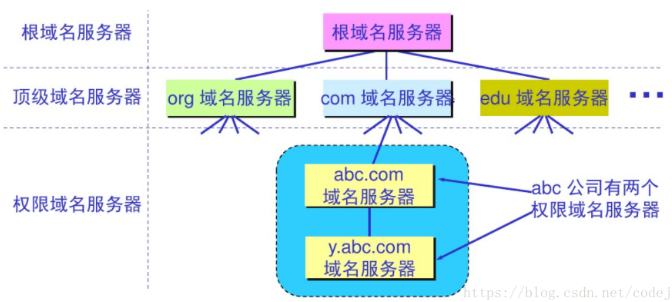 根域名服务器
根域名服务器
顶级域名服务器
org 域名服务器
com 域名服务器
edu 域名服务器
...
权限域名服务器
abc.com
域名服务器
y.abc.com
域名服务器
abc 公司有两个
权限域名服务器
https://blog.csdn.net/codej